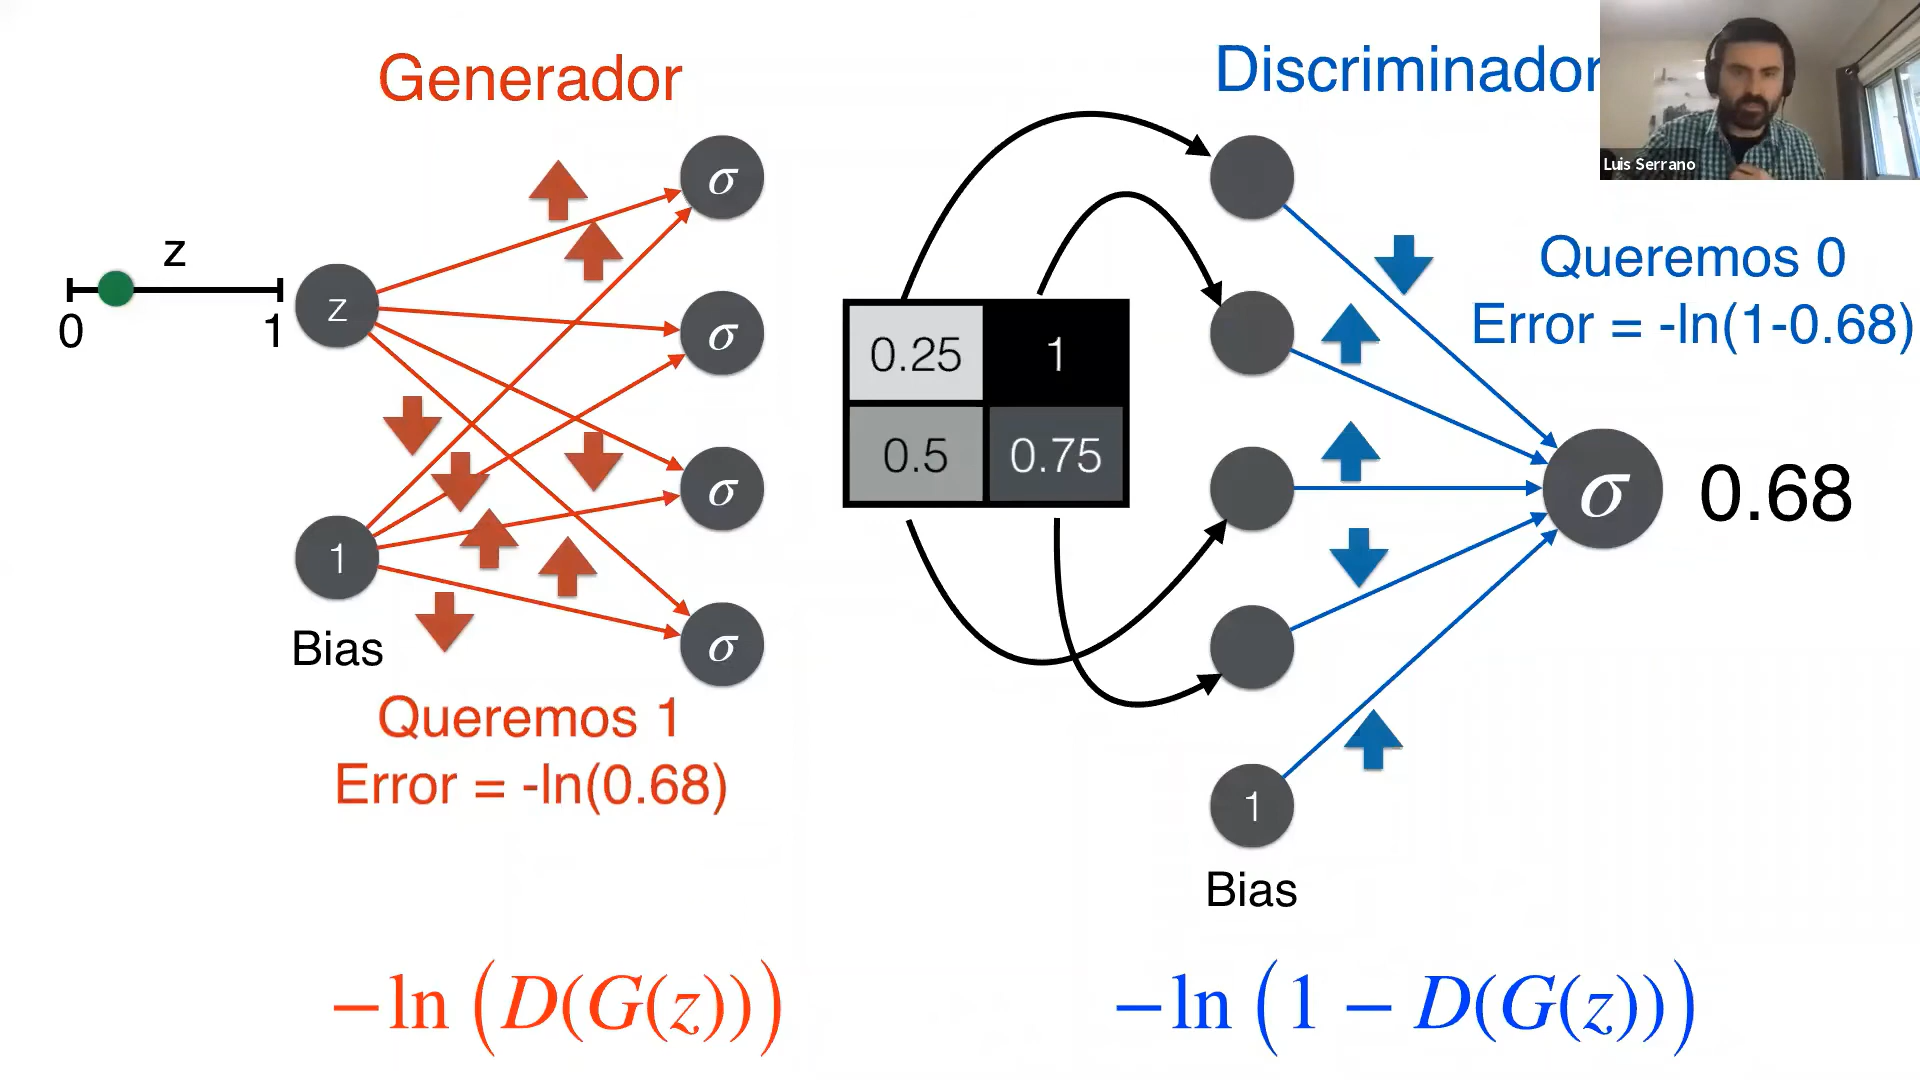 Generador
Discriminador
Luis Serrano
z
0 1
z
1
Bias
σ
σ
σ
σ
0.25 1
0.5 0.75
Queremos 0
Error = -ln(1-0.68)
σ
0.68
1
Bias
Queremos 1
Error = -ln(0.68)
−ln (D(G(z)))
−ln (1 − D(G(z)))